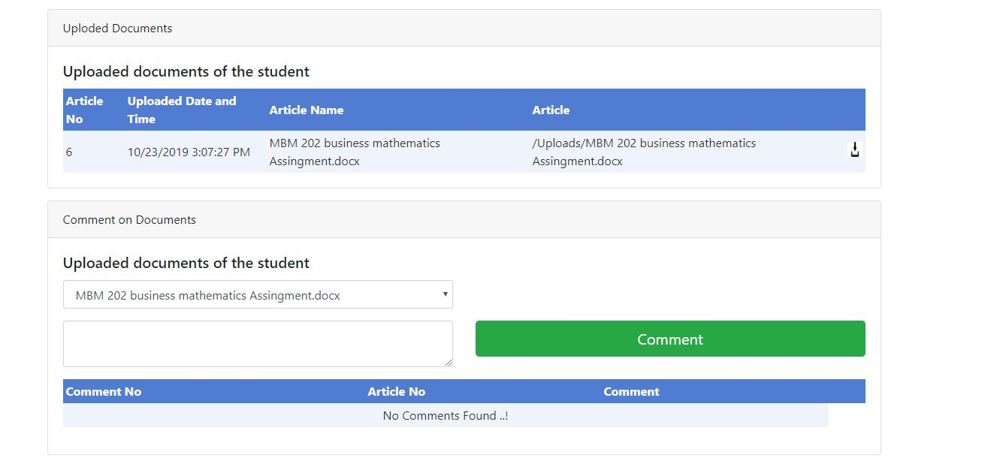 Uploded Documents
Uploaded documents of the student
Article No
Uploaded Date and Time
Article Name
Article
6
10/23/2019 3:07:27 PM
MBM 202 business mathematics
Assingment.docx
/Uploads/MBM 202 business mathematics
Assingment.docx
Comment on Documents
Uploaded documents of the student
MBM 202 business mathematics Assingment.docx
Comment
Comment No
Article No
Comment
No Comments Found ..!